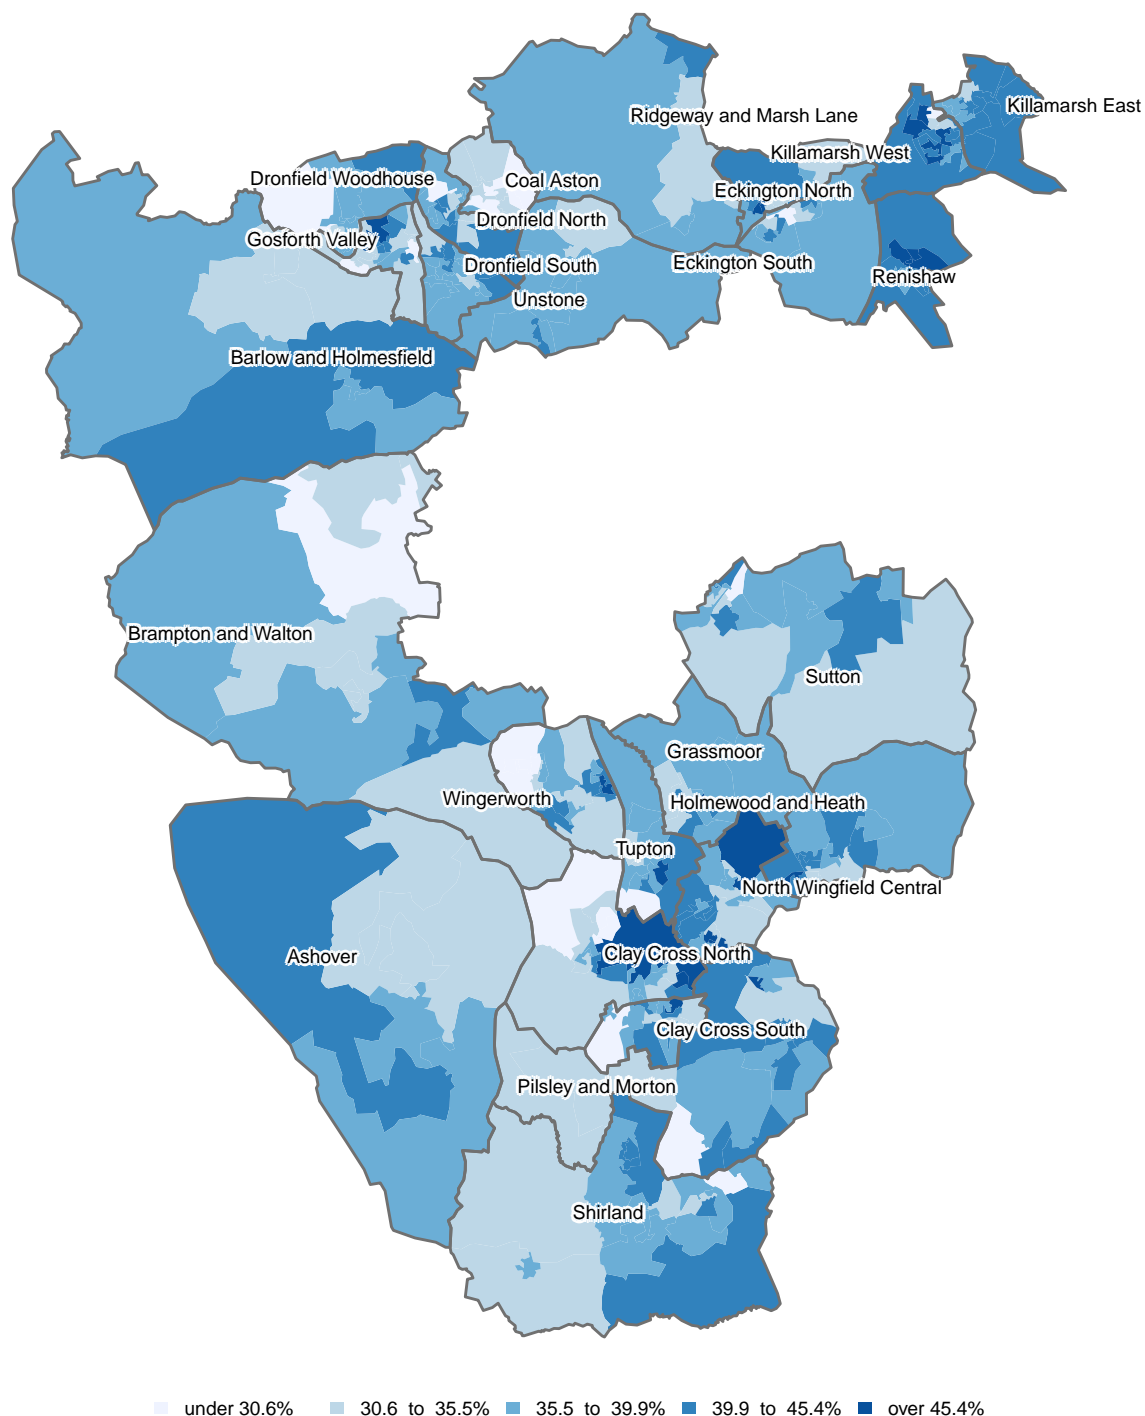 Killamarsh East
Ridgeway and Marsh Lane
Killamarsh West
Dronfield Woodhouse
Coal Aston
Eckington North
Dronfield North
Gosforth Valley
Dronfield South
Eckington South
Renishaw
Unstone
Barlow and Holmesfield
Brampton and Walton
Sutton
Grassmoor
Wingerworth
Holmewood and Heath
Tupton
North Wingfield Central
Clay Cross North
Ashover
Clay Cross South
Pilsley and Morton
Shirland
under 30.6% 30.6 to 35.5% 35.5 to 39.9% 39.9 to 45.4% over 45.4%